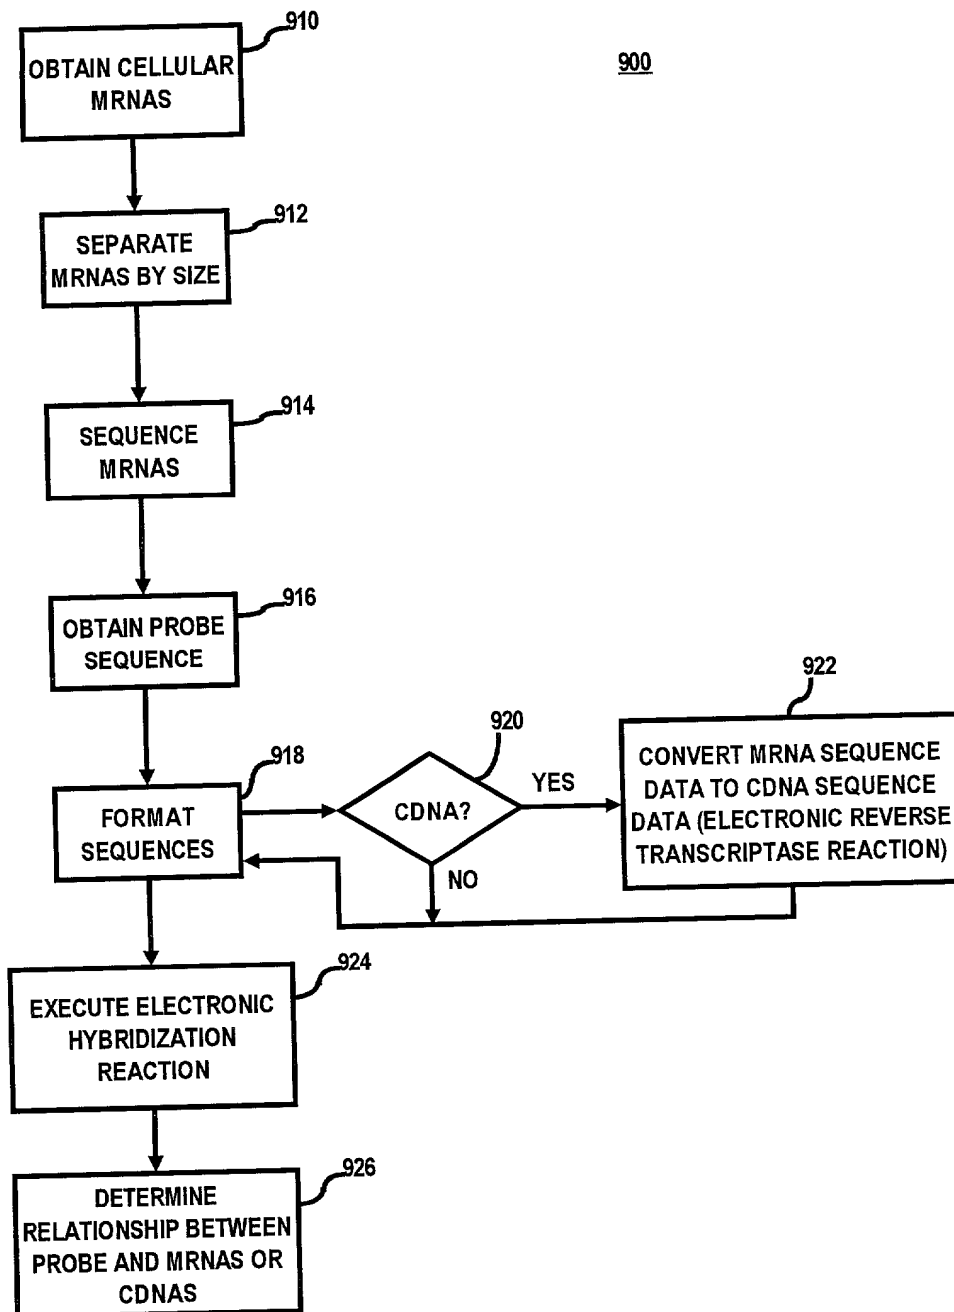 910
900
OBTAIN CELLULAR
MRNAS
912
SEPARATE
MRNAS BY SIZE
914
SEQUENCE
MRNAS
916
OBTAIN PROBE
SEQUENCE
918
FORMAT
SEQUENCES
920
CDNA?
YES
NO
922
CONVERT MRNA SEQUENCE
DATA TO CDNA SEQUENCE
DATA (ELECTRONIC REVERSE
TRANSCRIPTASE REACTION)
924
EXECUTE ELECTRONIC
HYBRIDIZATION
REACTION
926
DETERMINE
RELATIONSHIP BETWEEN
PROBE AND MRNAS OR
CDNAS